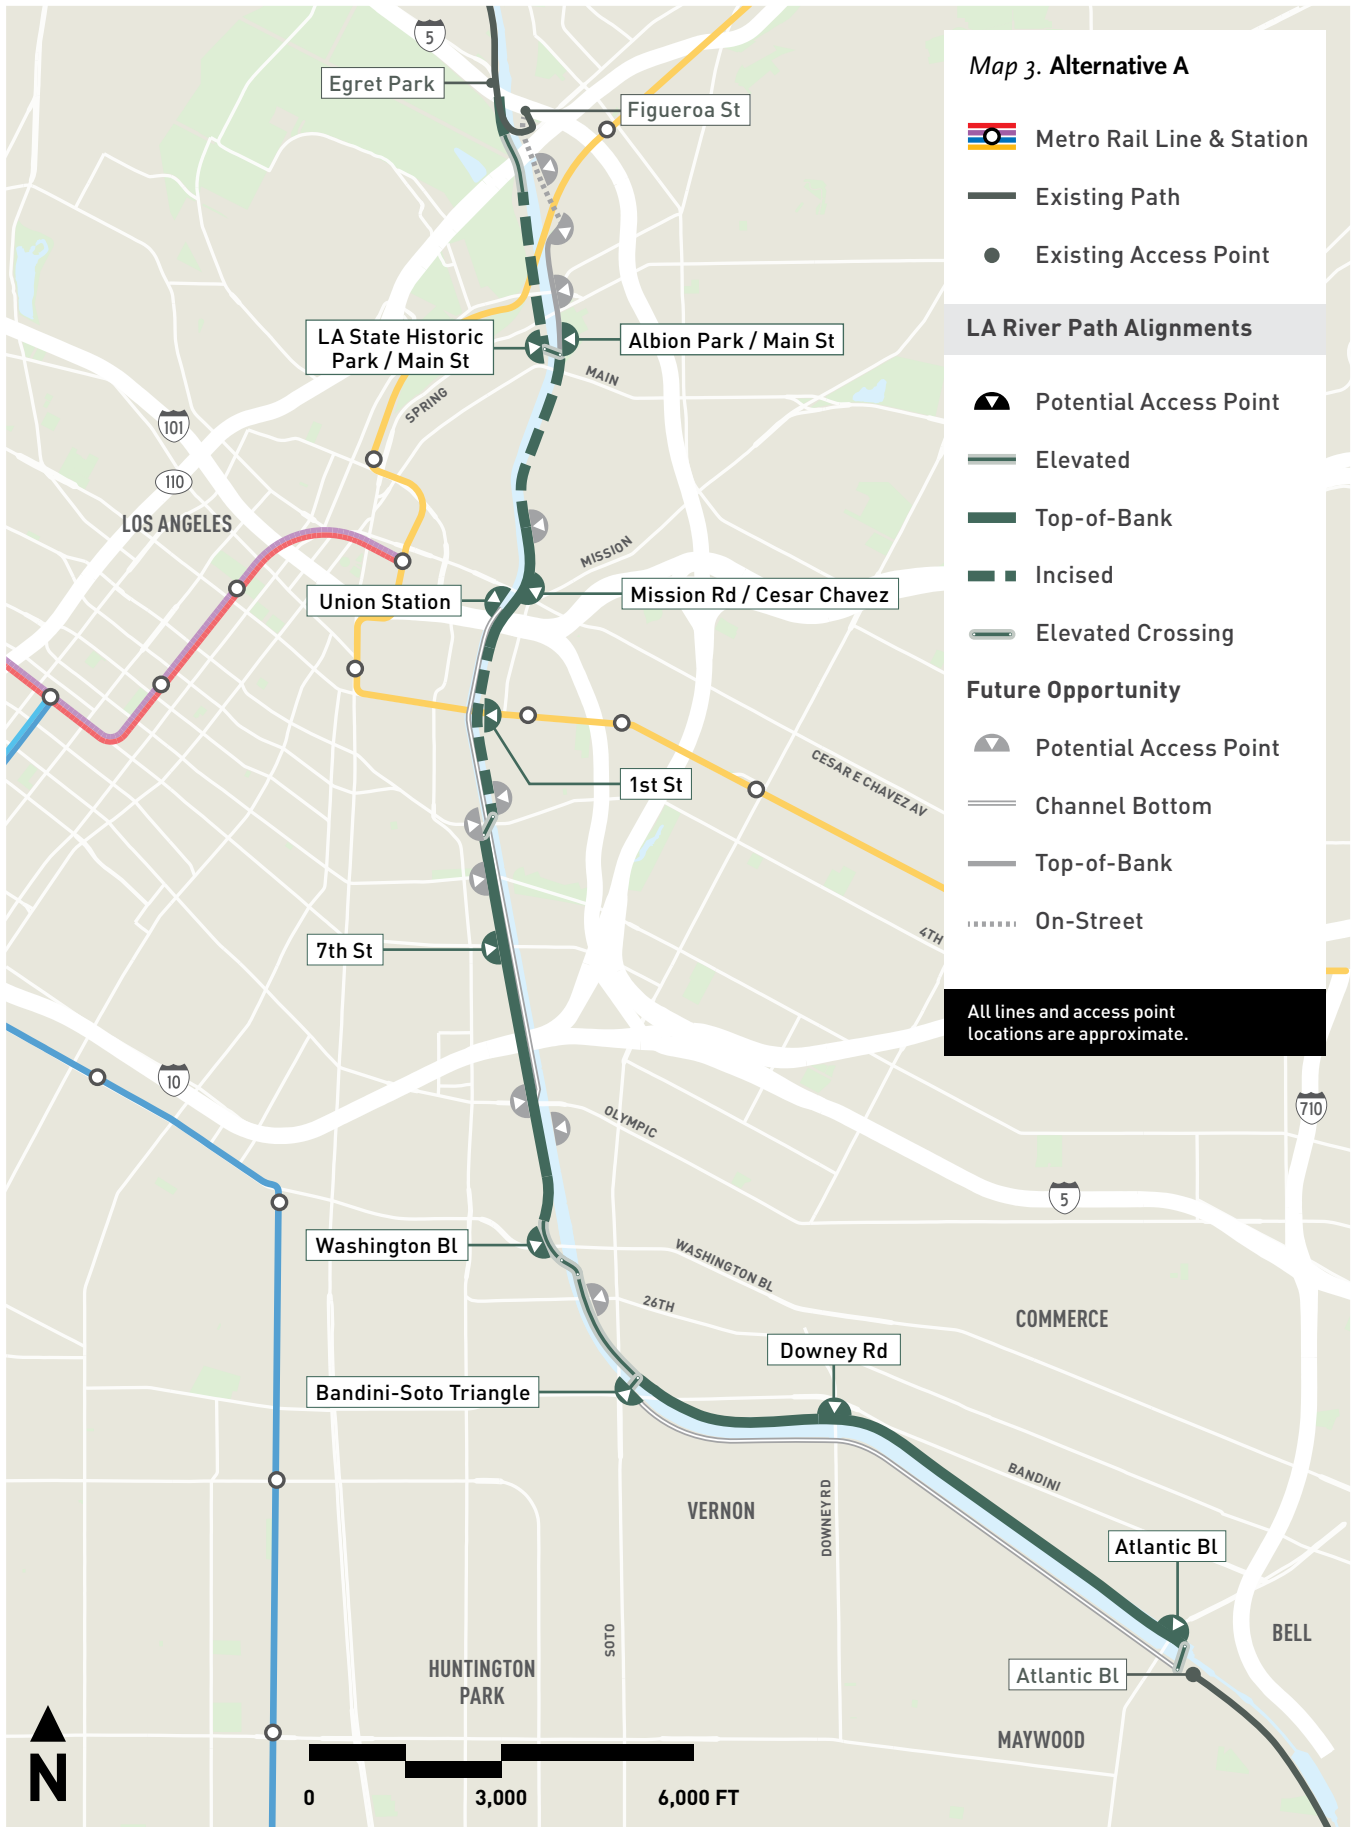 Map 3. Alternative A
Metro Rail Line & Station
Existing Path
Existing Access Point
LA River Path Alignments
Potential Access Point
Elevated
Top-of-Bank
Incised
Elevated Crossing
Future Opportunity
Potential Access Point
Channel Bottom
Top-of-Bank
On-Street
All lines and access point
locations are approximate.
5
Egret Park
Figueroa St
LA State Historic
Park / Main St
Albion Park / Main St
MAIN
SPRING
101
110
LOS ANGELES
MISSION
Union Station
Mission Rd / Cesar Chavez
1st St
CESAR E CHAVEZ AV
4TH
7th St
10
OLYMPIC
710
5
Washington Bl
WASHINGTON BL
26TH
COMMERCE
Downey Rd
Bandini-Soto Triangle
BANDINI
VERNON
DOWNEY RD
Atlantic Bl
SOTO
BELL
HUNTINGTON
PARK
Atlantic Bl
MAYWOOD
N
0
3,000
6,000 FT